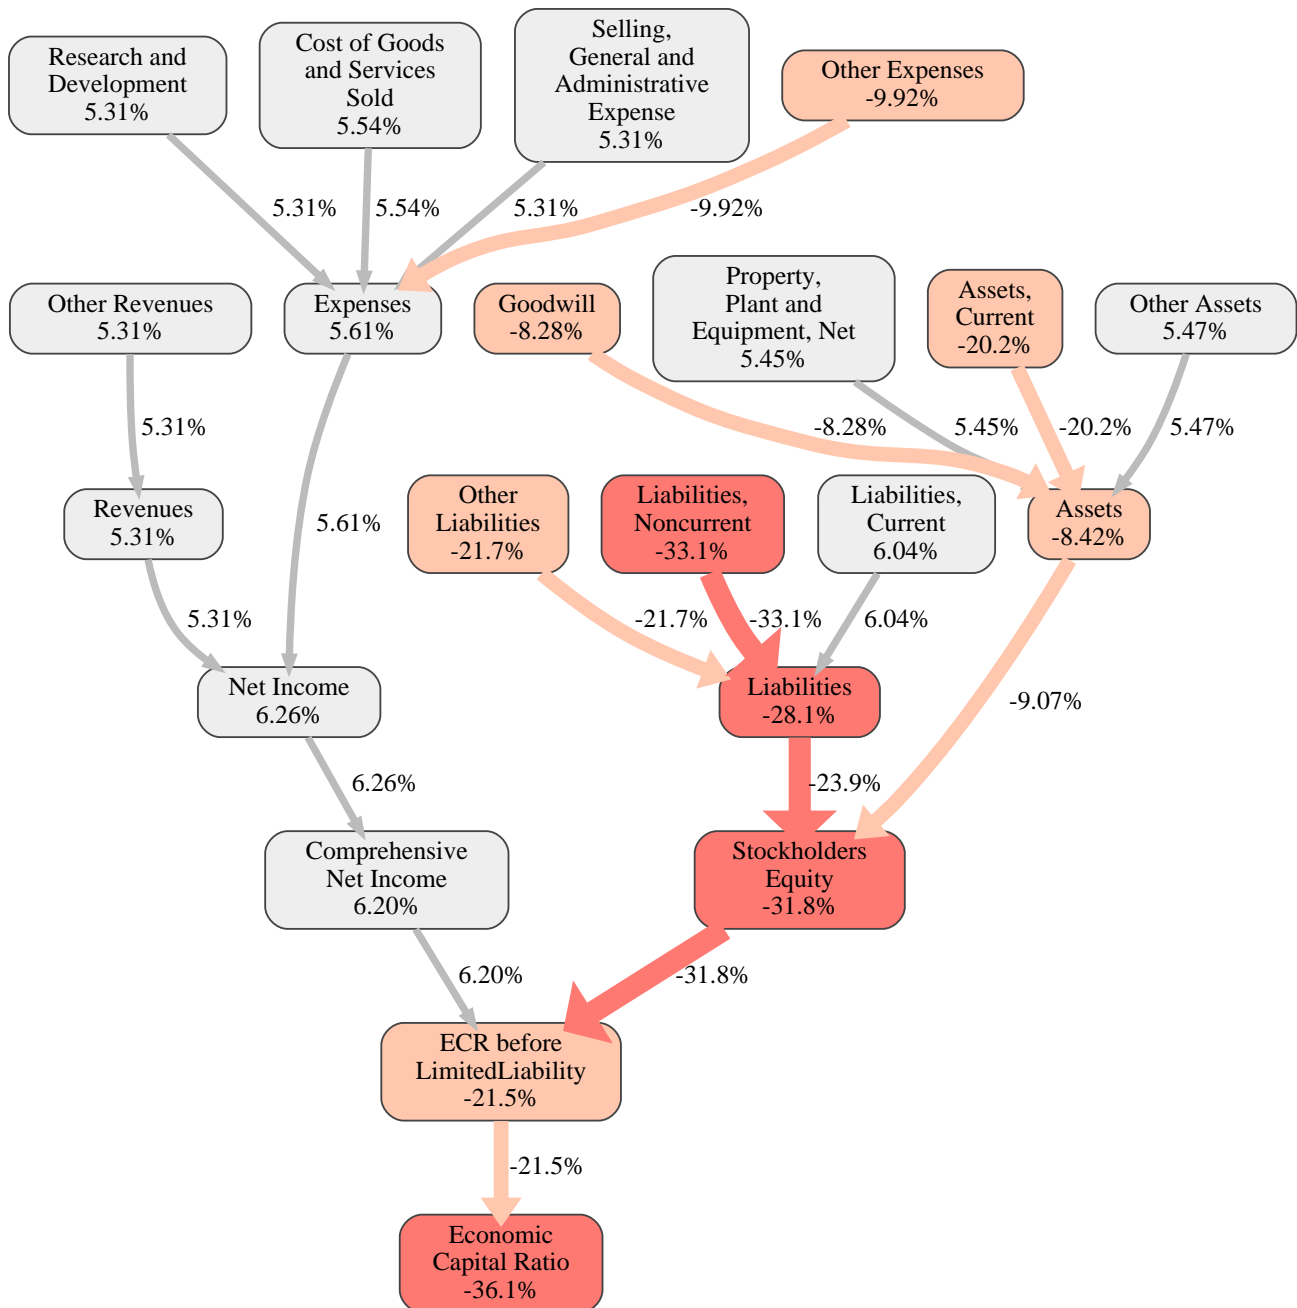 Research and
Development
5.31%
Cost of Goods
and Services
Sold
5.54%
Selling,
General and
Administrative
Expense
5.31%
Other Expenses
-9.92%
5.31%
5.54%
5.31%
-9.92%
Other Revenues
5.31%
Expenses
5.61%
Goodwill
-8.28%
Property,
Plant and
Equipment, Net
5.45%
Assets,
Current
-20.2%
Other Assets
5.47%
5.31%
-8.28%
5.45%
-20.2%
5.47%
Revenues
5.31%
5.61%
Other
Liabilities
-21.7%
Liabilities,
Noncurrent
-33.1%
Liabilities,
Current
6.04%
Assets
-8.42%
5.31%
-21.7%
-33.1%
6.04%
Net Income
6.26%
Liabilities
-28.1%
-9.07%
6.26%
-23.9%
Comprehensive
Net Income
6.20%
Stockholders
Equity
-31.8%
6.20%
-31.8%
ECR before
LimitedLiability
-21.5%
-21.5%
Economic
Capital Ratio
-36.1%